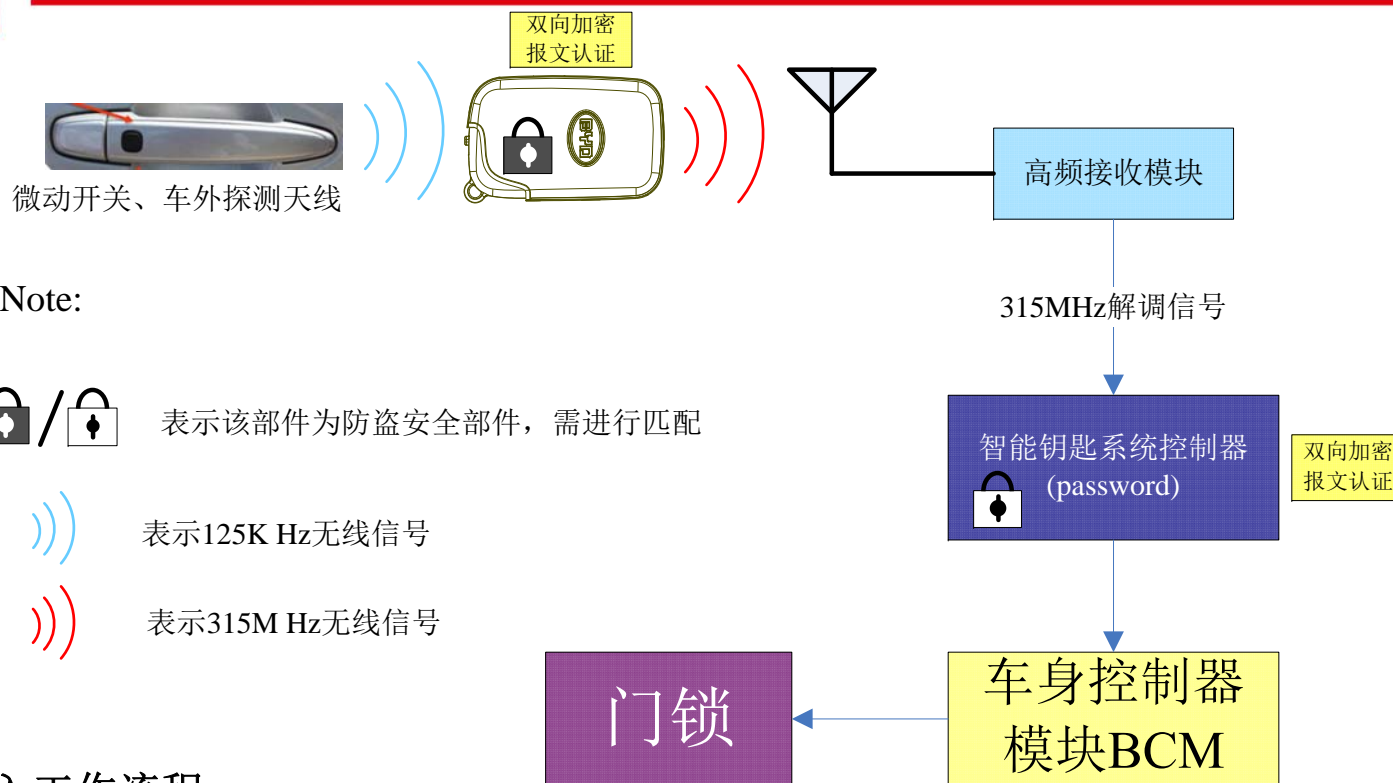 双向加密
报文认证
BYD
微动开关、车外探测天线
高频接收模块
Note:
315MHz解调信号
/
表示该部件为防盗安全部件，需进行匹配
智能钥匙系统控制器
(password)
双向加密
报文认证
表示125K Hz无线信号
表示315M Hz无线信号
门锁
车身控制器
模块BCM